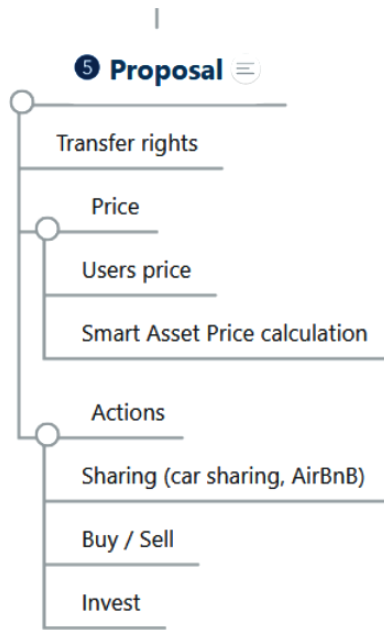 5 Proposal
Transfer rights
Price
Users price
Smart Asset Price calculation
Actions
Sharing (car sharing, AirBnB)
Buy / Sell
Invest